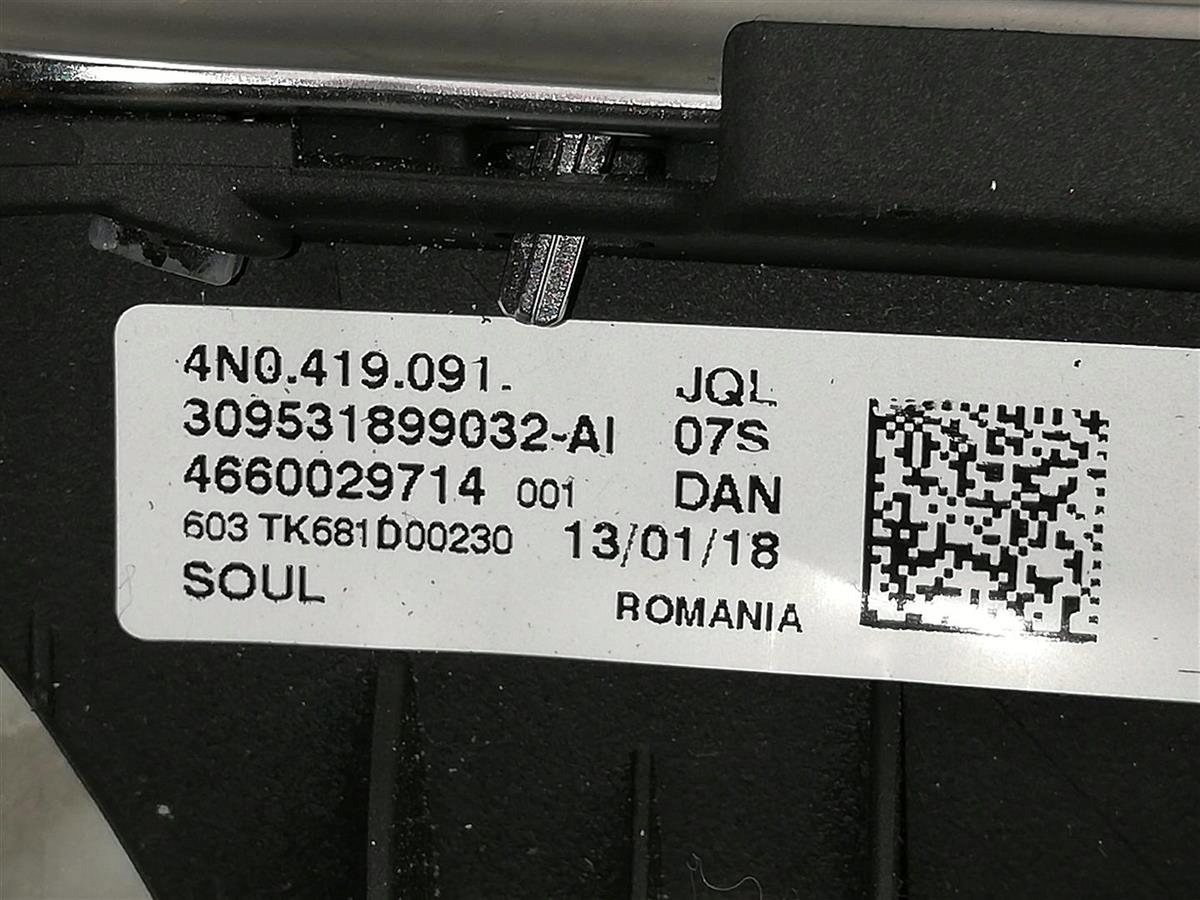 4N0.419.091. JQL
309531899032-AI 07S
4660029714 001 DAN
603 TK681D00230 13/01/18
SOUL ROMANIA